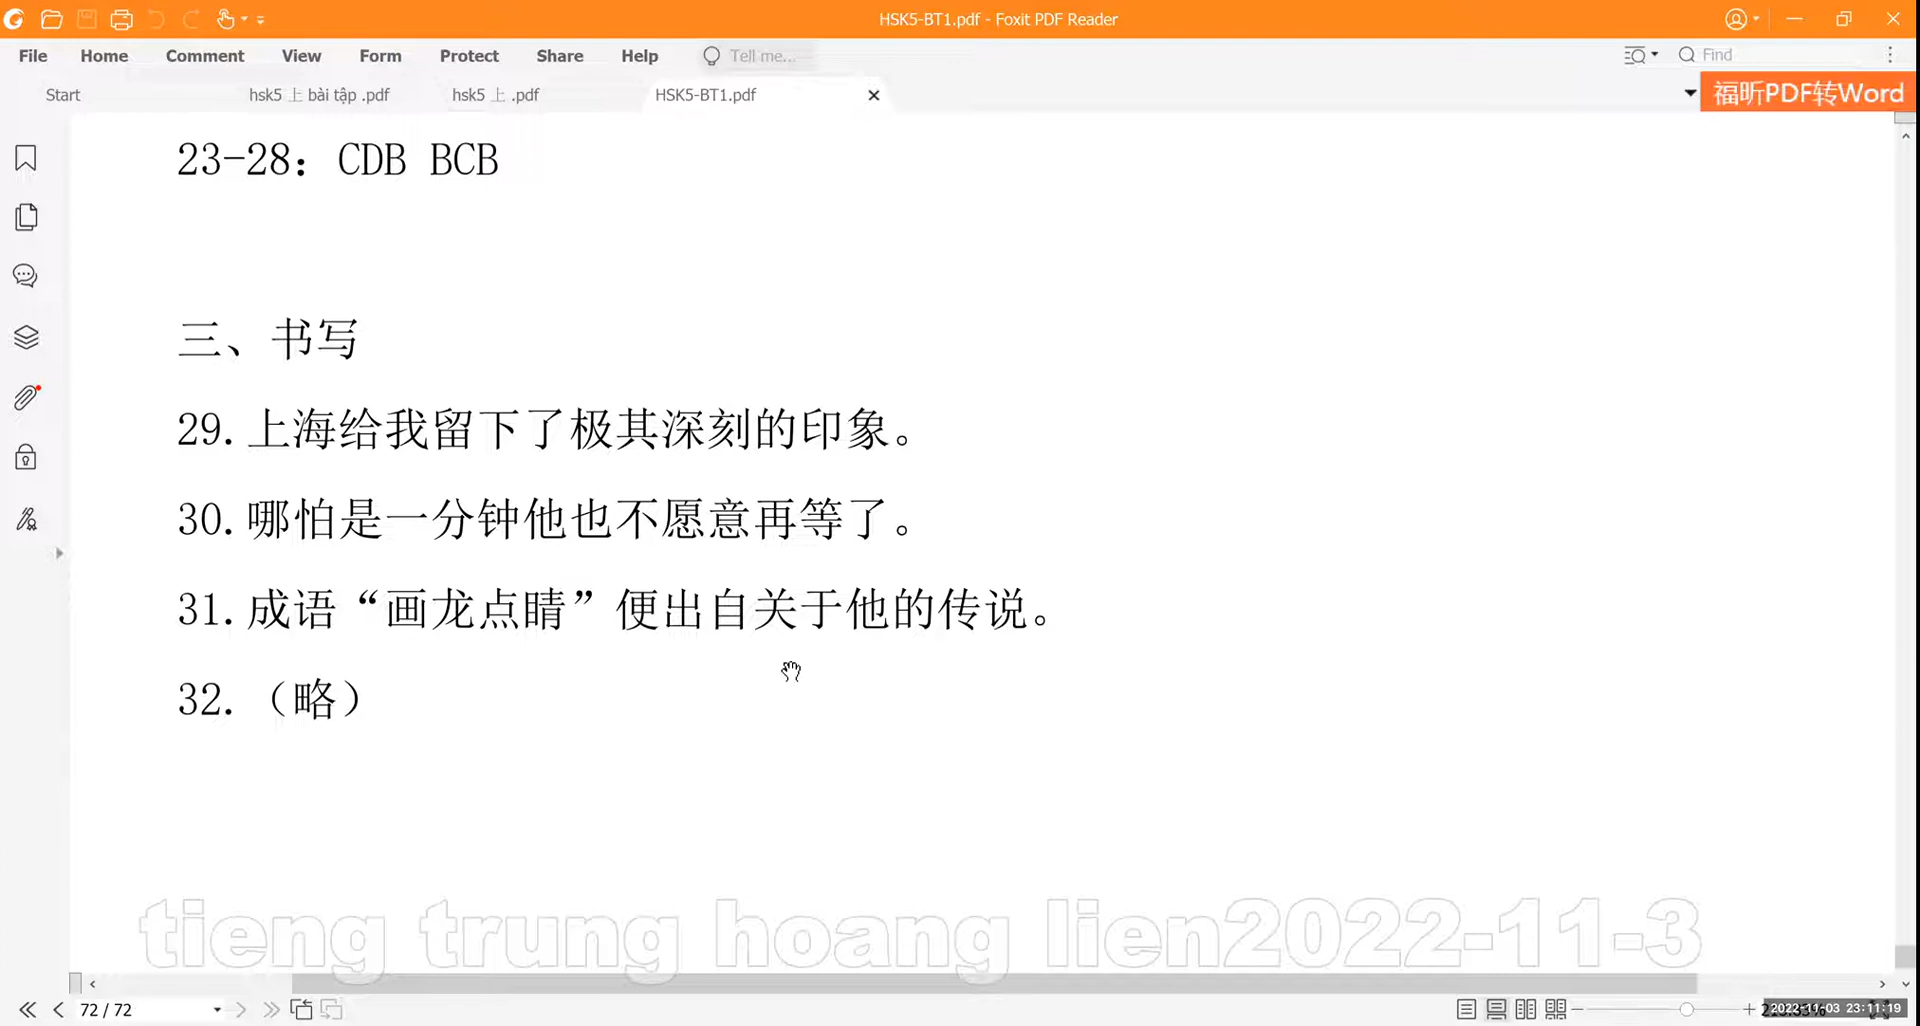 HSK5-BT1.pdf - Foxit PDF Reader
File Home Comment View Form Protect Share Help Tell me... Find
Start hsk5 上 bài tập .pdf hsk5 上 .pdf HSK5-BT1.pdf
福昕PDF转Word
23-28：CDB BCB
三、书写
29.上海给我留下了极其深刻的印象。
30.哪怕是一分钟他也不愿意再等了。
31.成语“画龙点睛”便出自关于他的传说。
32.（略）
tieng trung hoang lien2022-11-3
72 / 72
2022-11-03 23:11:19